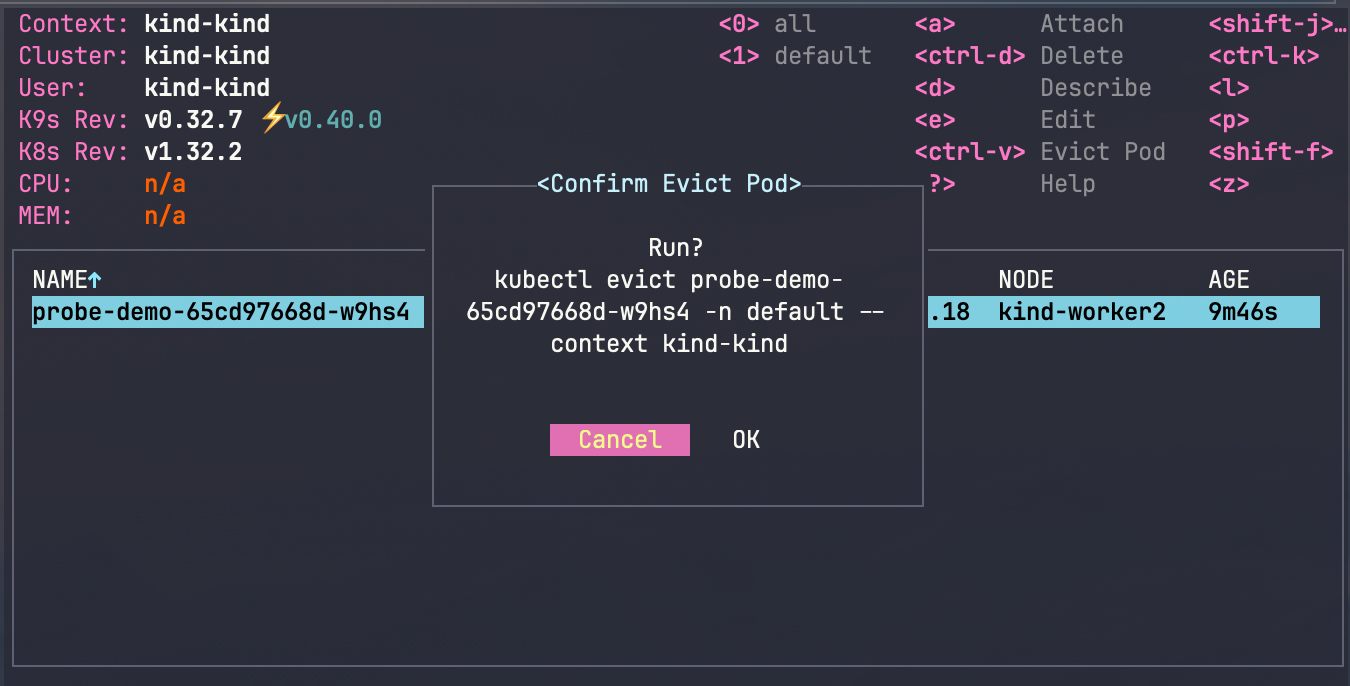 Context: kind-kind <0> all <a> Attach <shift-j>…
Cluster: kind-kind <1> default <ctrl-d> Delete <ctrl-k>
User: kind-kind <d> Describe <l>
K9s Rev: v0.32.7 ⚡v0.40.0 <e> Edit <p>
K8s Rev: v1.32.2 <ctrl-v> Evict Pod <shift-f>
CPU: n/a ?> Help <z>
MEM: n/a
<Confirm Evict Pod>
Run?
kubectl evict probe-demo-
65cd97668d-w9hs4 -n default --
context kind-kind
Cancel OK
NAME↑ NODE AGE
probe-demo-65cd97668d-w9hs4 .18 kind-worker2 9m46s